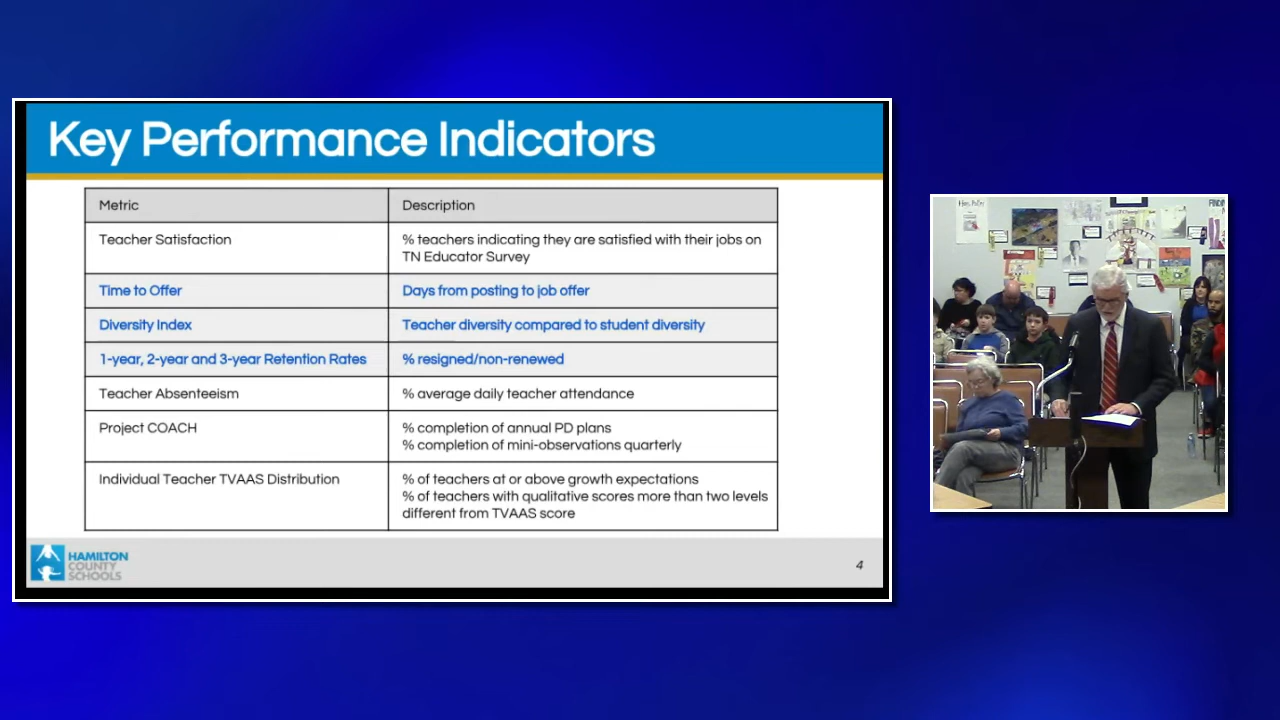 Key Performance Indicators
Metric
Description
Teacher Satisfaction
% teachers indicating they are satisfied with their jobs on
TN Educator Survey
Time to Offer
Days from posting to job offer
Diversity Index
Teacher diversity compared to student diversity
1-year, 2-year and 3-year Retention Rates
% resigned/non-renewed
Teacher Absenteeism
% average daily teacher attendance
Project COACH
% completion of annual PD plans
% completion of mini-observations quarterly
Individual Teacher TVAAS Distribution
% of teachers at or above growth expectations
% of teachers with qualitative scores more than two levels
different from TVAAS score
HAMILTON
COUNTY
SCHOOLS
4